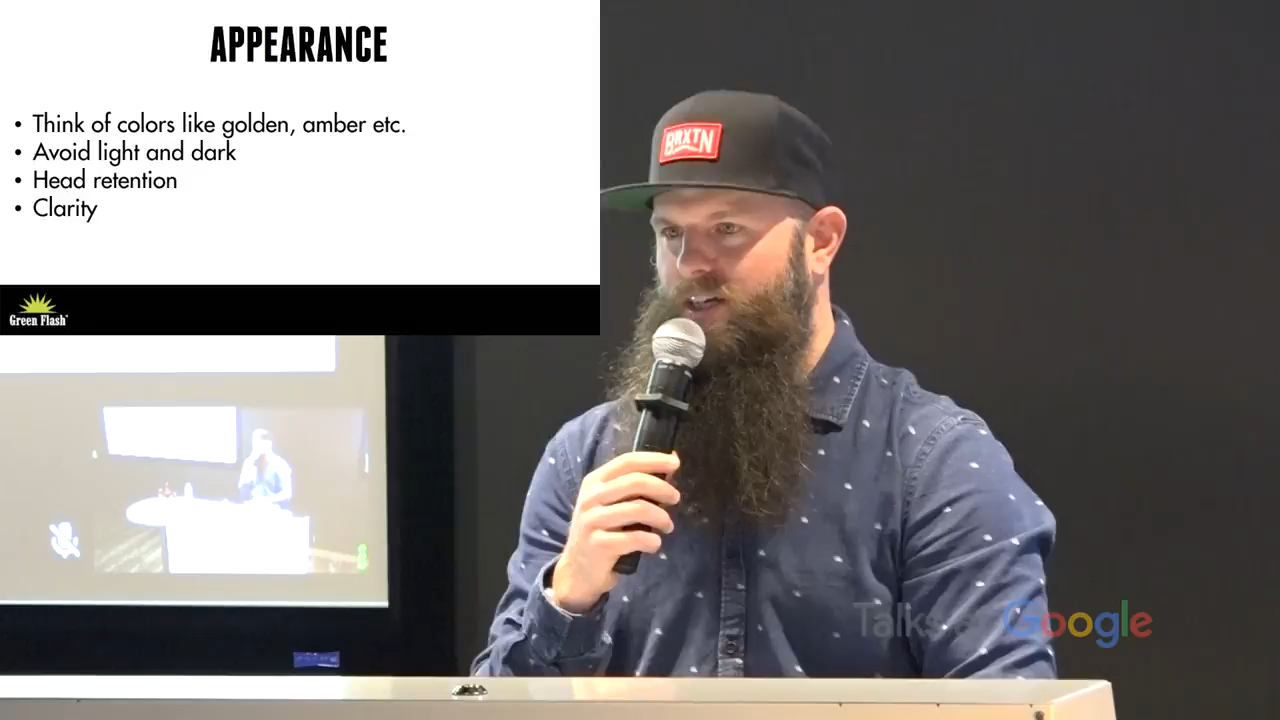 APPEARANCE
• Think of colors like golden, amber etc.
• Avoid light and dark
• Head retention
• Clarity
Green Flash
BRXTN
Talks at Google